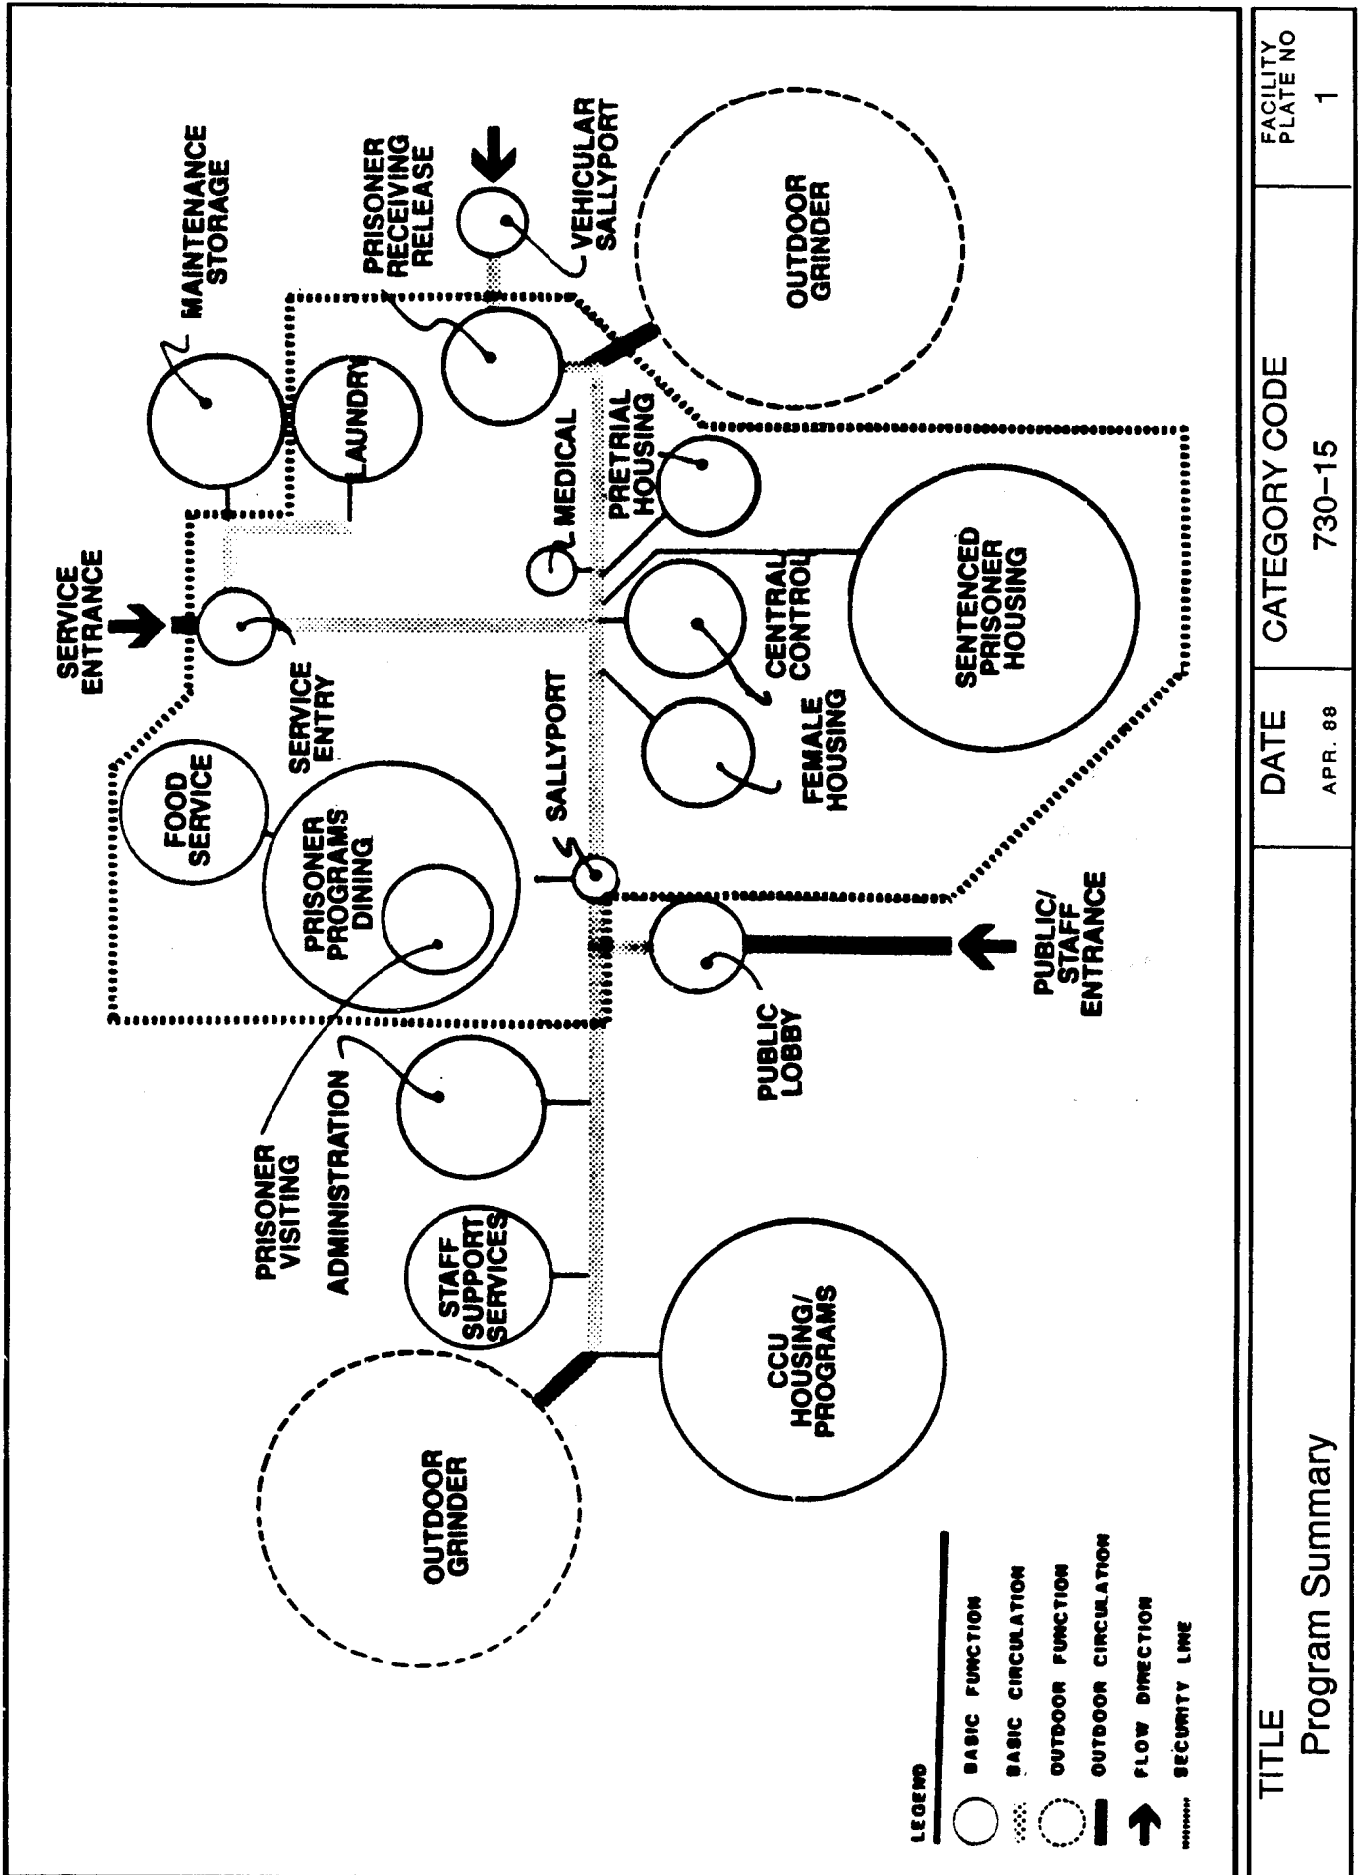 SERVICE
ENTRANCE
MAINTENANCE
STORAGE
FOOD
SERVICE
SERVICE
ENTRY
LAUNDRY
PRISONER
RECEIVING
RELEASE
PRISONER
VISITING
PRISONER
PROGRAMS
DINING
ADMINISTRATION
STAFF
SUPPORT
SERVICES
SALLYPORT
MEDICAL
VEHICULAR
SALLYPORT
PRETRIAL
HOUSING
OUTDOOR
GRINDER
OUTDOOR
GRINDER
CENTRAL
CONTROL
FEMALE
HOUSING
PUBLIC
LOBBY
CCU
HOUSING/
PROGRAMS
SENTENCED
PRISONER
HOUSING
PUBLIC/
STAFF
ENTRANCE
LEGEND
BASIC FUNCTION
BASIC CIRCULATION
OUTDOOR FUNCTION
OUTDOOR CIRCULATION
FLOW DIRECTION
SECURITY LINE
TITLE
Program Summary
DATE
APR. 88
CATEGORY CODE
730-15
FACILITY
PLATE NO
1